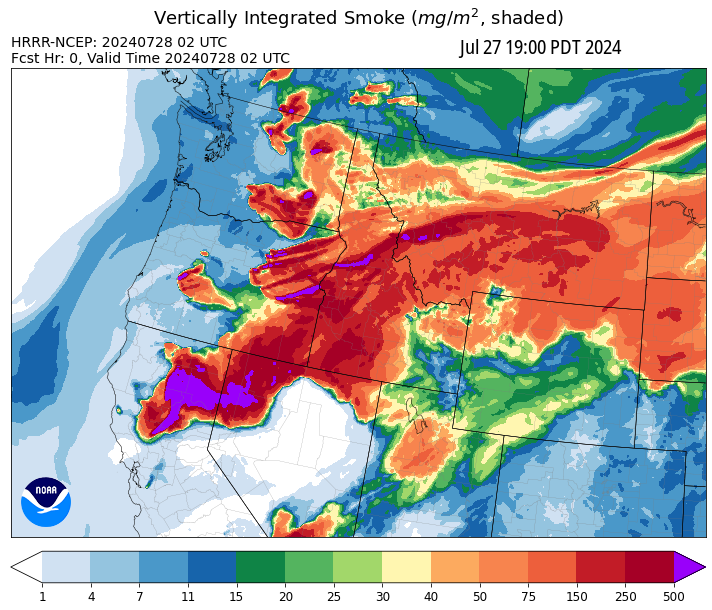 Vertically Integrated Smoke (mg/m², shaded)
HRRR-NCEP: 20240728 02 UTC
Jul 27 19:00 PDT 2024
Fcst Hr: 0, Valid Time 20240728 02 UTC
NOAA
1 4 7 11 15 20 25 30 40 50 75 150 250 500